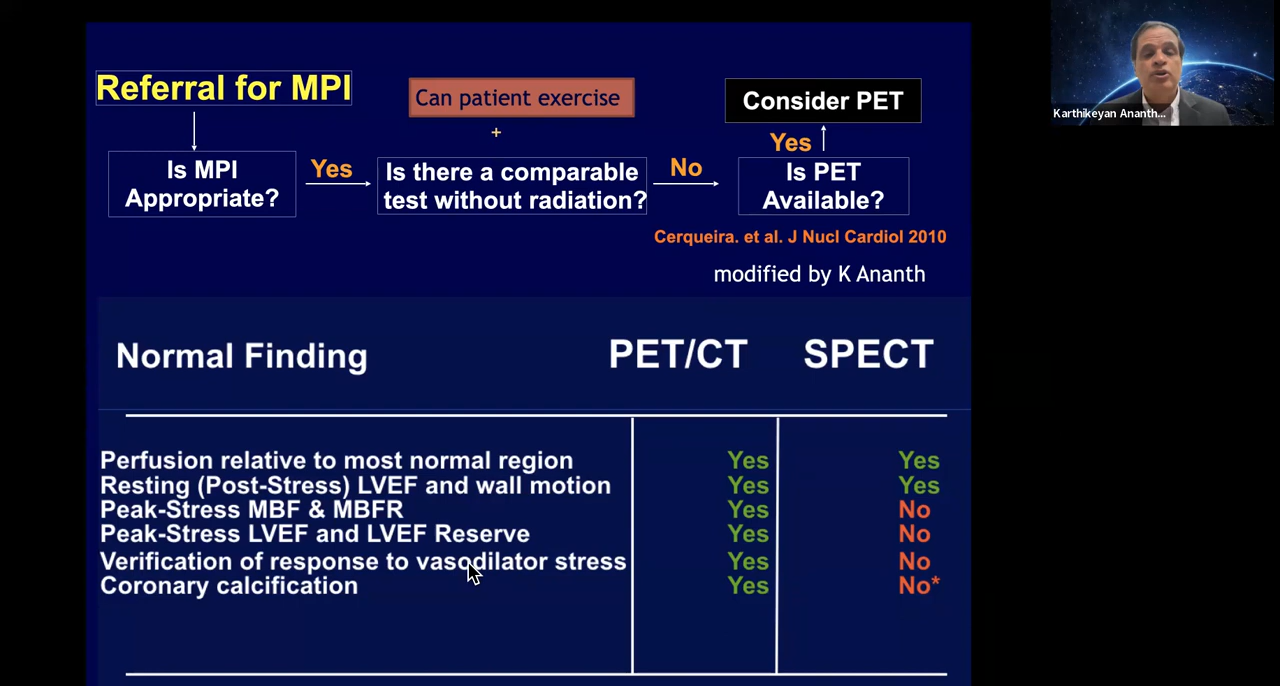 Referral for MPI
Can patient exercise
+
Consider PET
Is MPI
Appropriate?
Yes
Is there a comparable
test without radiation?
No
Yes
Is PET
Available?
Cerqueira. et al. J Nucl Cardiol 2010
modified by K Ananth
Karthikeyan Ananth...
Normal Finding PET/CT SPECT
Perfusion relative to most normal region Yes Yes
Resting (Post-Stress) LVEF and wall motion Yes Yes
Peak-Stress MBF & MBFR Yes No
Peak-Stress LVEF and LVEF Reserve Yes No
Verification of response to vasodilator stress Yes No
Coronary calcification Yes No*